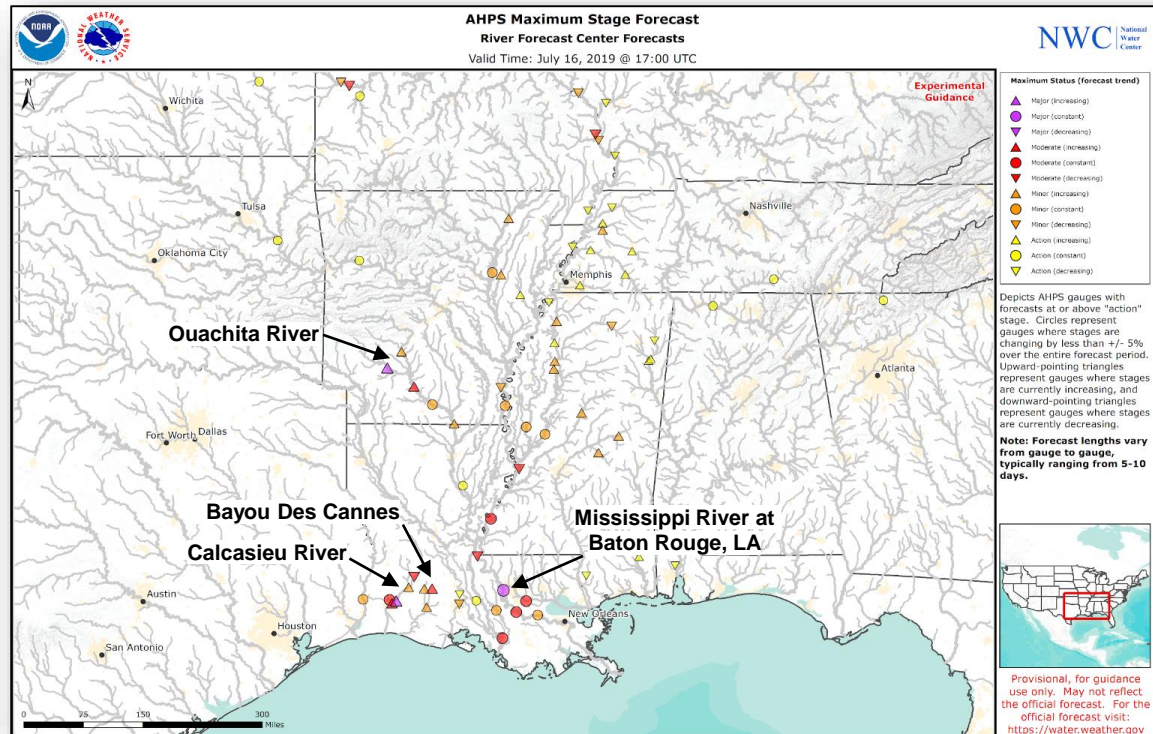 AHPS Maximum Stage Forecast
River Forecast Center Forecasts
Valid Time: July 16, 2019 @ 17:00 UTC
NOAA
NATIONAL WEATHER SERVICE
NWC
National
Water
Center
N
Experimental
Guidance
Wichita
Tulsa
Nashville
Oklahoma City
Memphis
Ouachita River
Atlanta
Fort Worth
Dallas
Bayou Des Cannes
Calcasieu River
Mississippi River at
Baton Rouge, LA
Austin
New Orleans
Houston
San Antonio
0 75 150 300
Miles
Maximum Status (forecast trend)
Major (increasing)
Major (constant)
Major (decreasing)
Moderate (increasing)
Moderate (constant)
Moderate (decreasing)
Minor (increasing)
Minor (constant)
Minor (decreasing)
Action (increasing)
Action (constant)
Action (decreasing)
Depicts AHPS gauges with
forecasts at or above "action"
stage. Circles represent
gauges where stages are
changing by less than +/- 5%
over the entire forecast period.
Upward-pointing triangles
represent gauges where stages
are currently increasing, and
downward-pointing triangles
represent gauges where stages
are currently decreasing.
Note: Forecast lengths vary
from gauge to gauge,
typically ranging from 5-10
days.
Provisional, for guidance
use only. May not reflect
the official forecast. For the
official forecast visit:
https://water.weather.gov